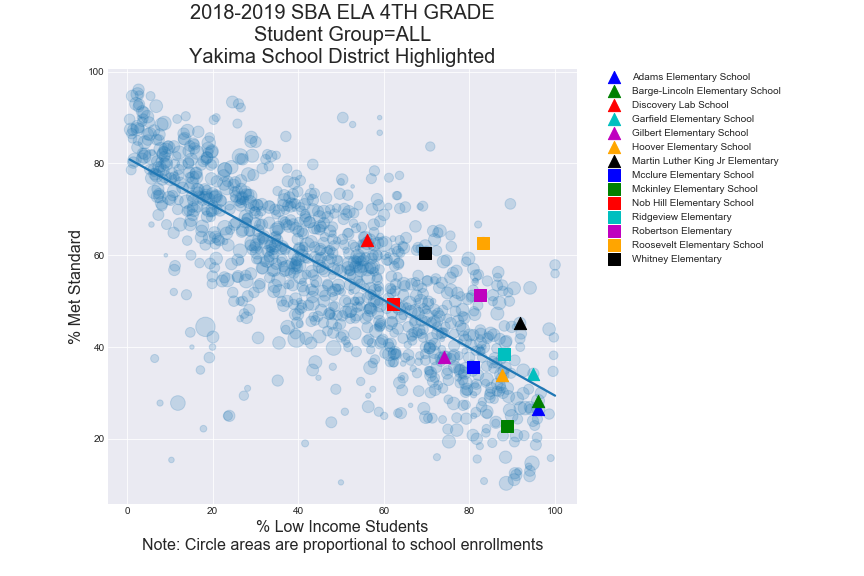 2018-2019 SBA ELA 4TH GRADE
Student Group=ALL
Yakima School District Highlighted
100
80
60
40
20
% Met Standard
0
20
40
60
80
100
% Low Income Students
Note: Circle areas are proportional to school enrollments
Adams Elementary School
Barge-Lincoln Elementary School
Discovery Lab School
Garfield Elementary School
Gilbert Elementary School
Hoover Elementary School
Martin Luther King Jr Elementary
Mcclure Elementary School
Mckinley Elementary School
Nob Hill Elementary School
Ridgeview Elementary
Robertson Elementary
Roosevelt Elementary School
Whitney Elementary